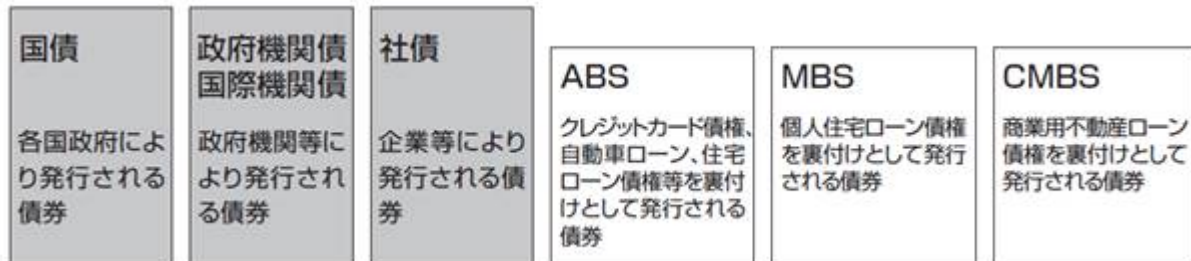 国債
各国政府によ
り発行される
債券
政府機関債
国際機関債
政府機関等に
より発行され
る債券
社債
企業等により
発行される債
券
ABS
クレジットカード債権、
自動車ローン、住宅
ローン債権等を裏付
けとして発行される
債券
MBS
個人住宅ローン債権
を裏付けとして発行
される債券
CMBS
商業用不動産ローン
債権を裏付けとして
発行される債券